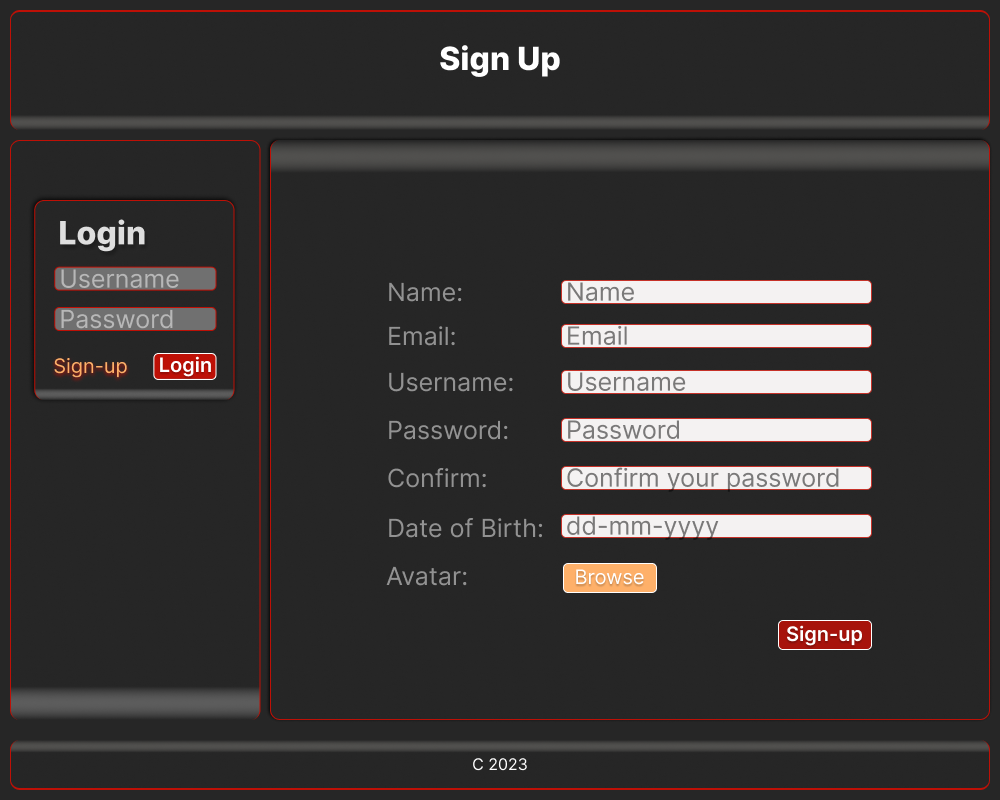 Sign Up
Login
Username
Password
Sign-up Login
Name: Name
Email: Email
Username: Username
Password: Password
Confirm: Confirm your password
Date of Birth: dd-mm-yyyy
Avatar: Browse
Sign-up
C 2023